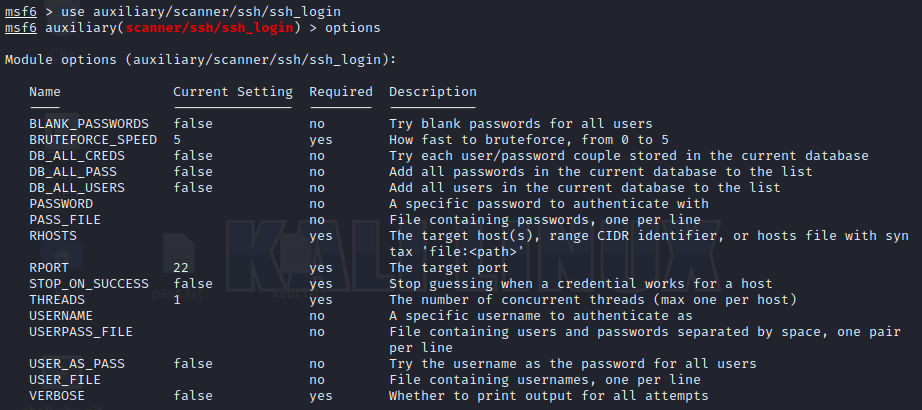 msf6 > use auxiliary/scanner/ssh/ssh_login
msf6 auxiliary(scanner/ssh/ssh_login) > options
Module options (auxiliary/scanner/ssh/ssh_login):
Name Current Setting Required Description
BLANK_PASSWORDS false no Try blank passwords for all users
BRUTEFORCE_SPEED 5 yes How fast to bruteforce, from 0 to 5
DB_ALL_CREDS false no Try each user/password couple stored in the current database
DB_ALL_PASS false no Add all passwords in the current database to the list
DB_ALL_USERS false no Add all users in the current database to the list
PASSWORD no A specific password to authenticate with
PASS_FILE no File containing passwords, one per line
RHOSTS yes The target host(s), range CIDR identifier, or hosts file with syn
tax 'file:<path>'
RPORT 22 yes The target port
STOP_ON_SUCCESS false yes Stop guessing when a credential works for a host
THREADS 1 yes The number of concurrent threads (max one per host)
USERNAME no A specific username to authenticate as
USERPASS_FILE no File containing users and passwords separated by space, one pair
per line
USER_AS_PASS false no Try the username as the password for all users
USER_FILE no File containing usernames, one per line
VERBOSE false yes Whether to print output for all attempts
KALI LINUX